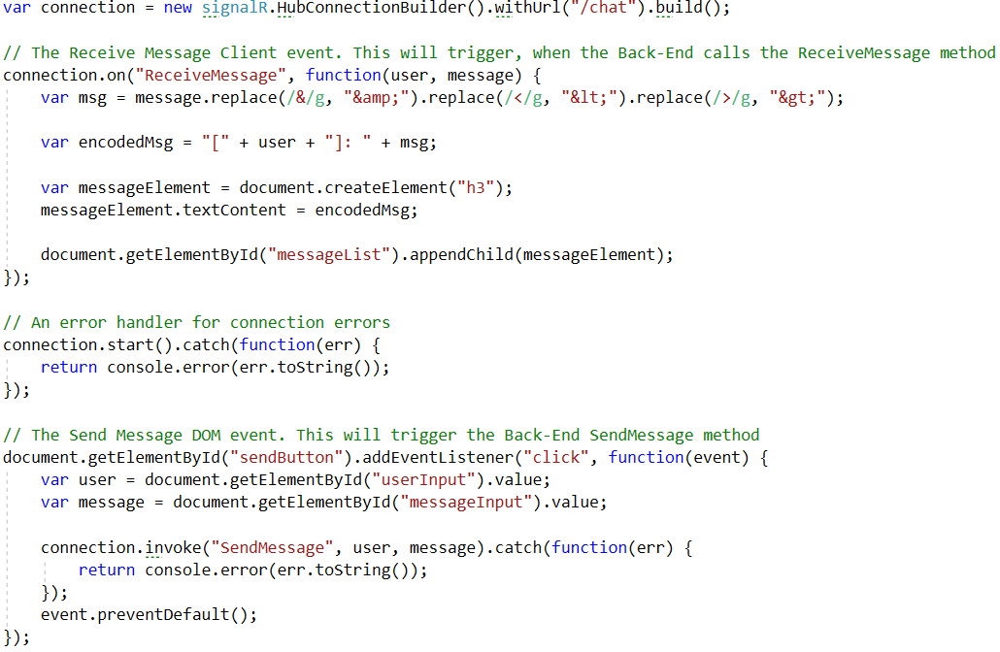 var connection = new signalR.HubConnectionBuilder().withUrl("/chat").build();
// The Receive Message Client event. This will trigger, when the Back-End calls the ReceiveMessage method
connection.on("ReceiveMessage", function(user, message) {
    var msg = message.replace(/&/g, "&amp;").replace(/</g, "&lt;").replace(/>/g, "&gt;");
    var encodedMsg = "[" + user + "]: " + msg;
    var messageElement = document.createElement("h3");
    messageElement.textContent = encodedMsg;
    document.getElementById("messageList").appendChild(messageElement);
});
// An error handler for connection errors
connection.start().catch(function(err) {
    return console.error(err.toString());
});
// The Send Message DOM event. This will trigger the Back-End SendMessage method
document.getElementById("sendButton").addEventListener("click", function(event) {
    var user = document.getElementById("userInput").value;
    var message = document.getElementById("messageInput").value;
    connection.invoke("SendMessage", user, message).catch(function(err) {
        return console.error(err.toString());
    });
    event.preventDefault();
});